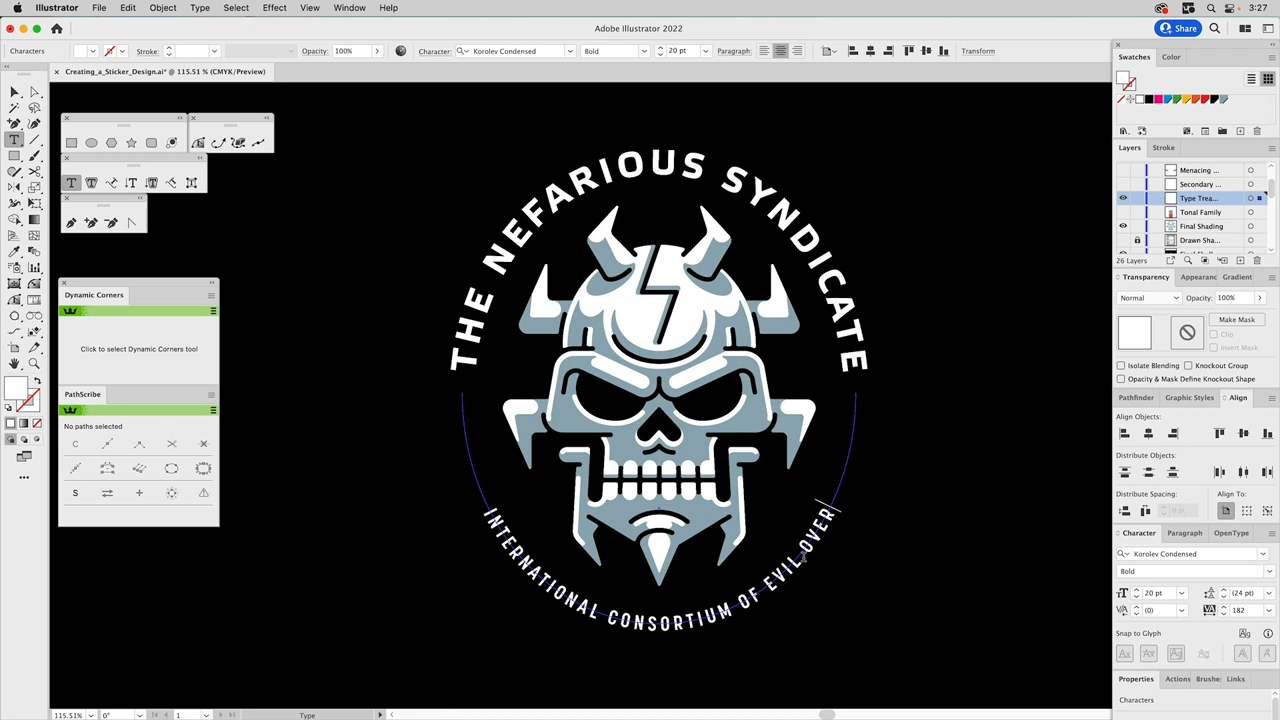 Illustrator File Edit Object Type Select Effect View Window Help 3:27
Adobe Illustrator 2022
Share
Characters Stroke: Opacity: 100% Character: Korolev Condensed Bold 20 pt Paragraph: Transform
× Creating_a_Sticker_Design.ai* @ 115.51 % (CMYK/Preview)
Swatches Color
Layers Stroke
Menacing ...
Secondary ...
Type Trea...
Tonal Family
Final Shading
Drawn Sha...
26 Layers
Transparency Appearanc Gradient
Normal Opacity: 100%
Make Mask
Clip
Invert Mask
Isolate Blending Knockout Group
Opacity & Mask Define Knockout Shape
Pathfinder Graphic Styles Align
Align Objects:
Distribute Objects:
Distribute Spacing: Align To:
0 pt
Character Paragraph OpenType
Korolev Condensed
Bold
20 pt (24 pt)
(0) 182
Snap to Glyph
Properties Actions Brushe Links
Characters
Dynamic Corners
Click to select Dynamic Corners tool
PathScribe
No paths selected
THE NEFARIOUS SYNDICATE
INTERNATIONAL CONSORTIUM OF EVIL OVER
115.51% 0° 1 Type